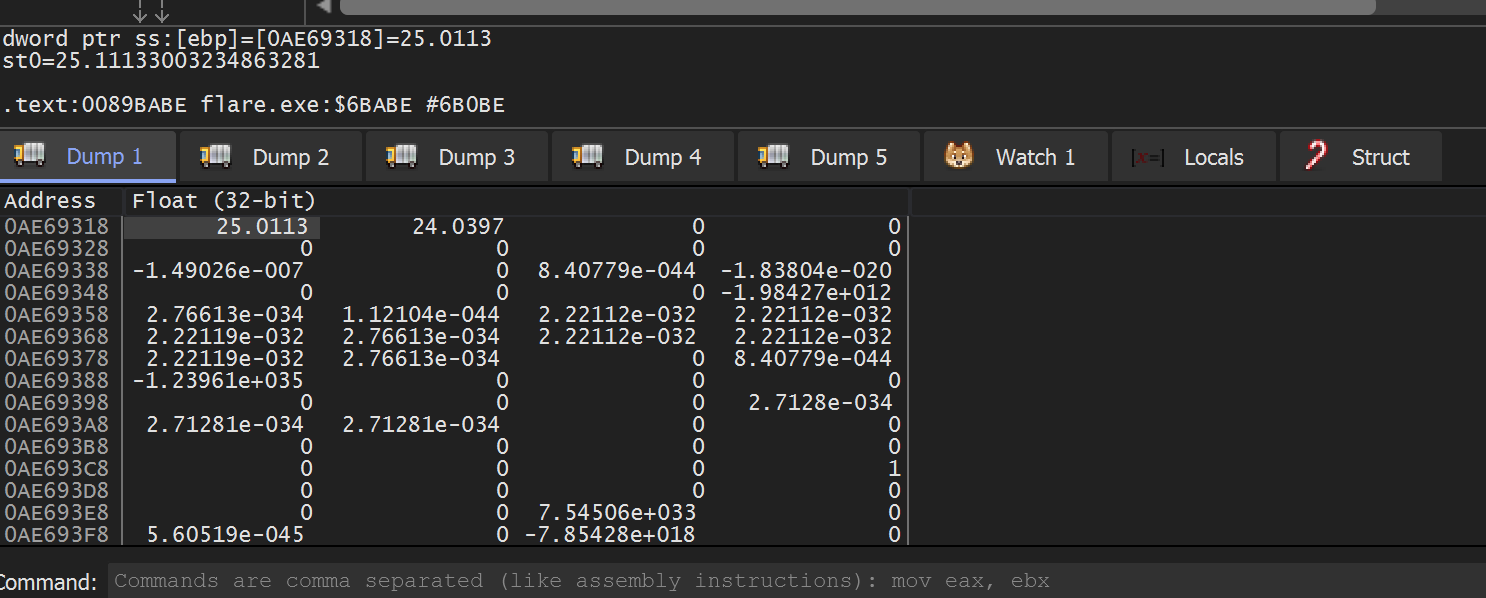 dword ptr ss:[ebp]=[0AE69318]=25.0113
st0=25.11133003234863281
.text:0089BABE flare.exe:$6BABE #6B0BE
Dump 1 Dump 2 Dump 3 Dump 4 Dump 5 Watch 1 [x=] Locals Struct
Address Float (32-bit)
0AE69318 25.0113 24.0397 0 0
0AE69328 0 0 0 0
0AE69338 -1.49026e-007 0 8.40779e-044 -1.83804e-020
0AE69348 0 0 0 -1.98427e+012
0AE69358 2.76613e-034 1.12104e-044 2.22112e-032 2.22112e-032
0AE69368 2.22119e-032 2.76613e-034 2.22112e-032 2.22112e-032
0AE69378 2.22119e-032 2.76613e-034 0 8.40779e-044
0AE69388 -1.23961e+035 0 0 0
0AE69398 0 0 0 2.7128e-034
0AE693A8 2.71281e-034 2.71281e-034 0 0
0AE693B8 0 0 0 0
0AE693C8 0 0 0 1
0AE693D8 0 0 0 0
0AE693E8 0 0 7.54506e+033 0
0AE693F8 5.60519e-045 0 -7.85428e+018 0
Command: Commands are comma separated (like assembly instructions): mov eax, ebx